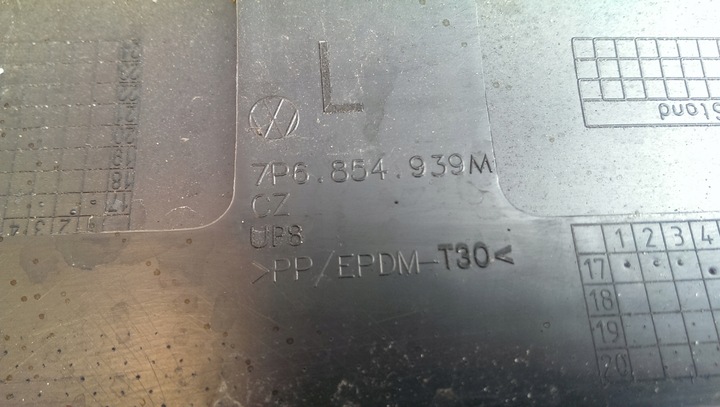 L
7P6.854.939M
CZ
UPS
>PP/EPDM-T30<
1 2 3 4
17
18
19
20